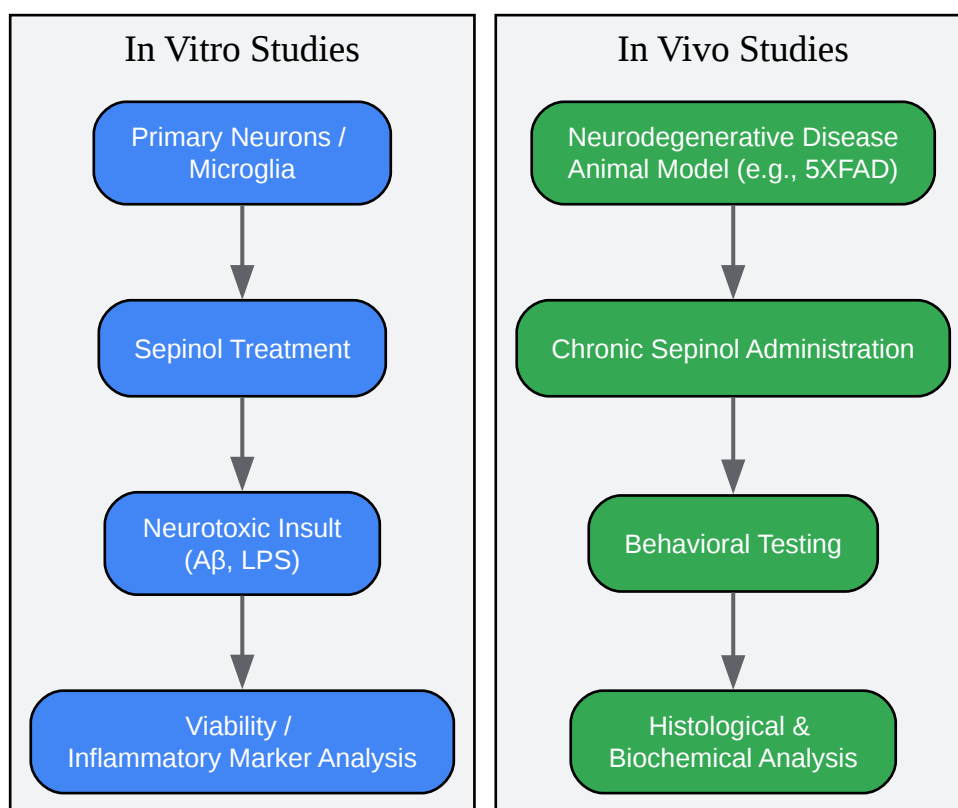 In Vitro Studies
Primary Neurons /
Microglia
Sepinol Treatment
Neurotoxic Insult
(Aβ, LPS)
Viability /
Inflammatory Marker Analysis
In Vivo Studies
Neurodegenerative Disease
Animal Model (e.g., 5XFAD)
Chronic Sepinol Administration
Behavioral Testing
Histological &
Biochemical Analysis